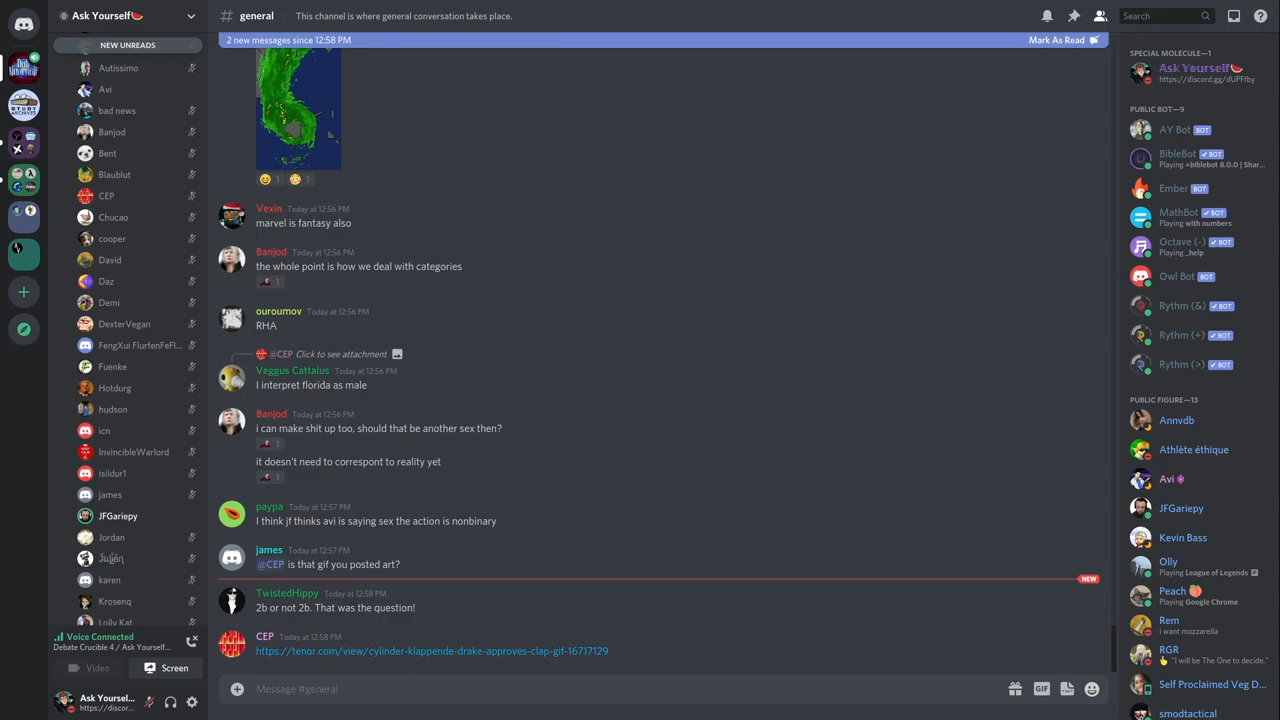 Ask Yourself🍉
NEW UNREADS
Autissimo
Avi
bad news
Banjod
Bent
Blaublut
CEP
Chucao
cooper
David
Daz
Demi
DexterVegan
FengXui FlurfenFeFl...
Fuenke
Hotdurg
hudson
icn
InvincibleWarlord
isildur1
james
JFGariepy
Jordan
karen
Krosenq
Lolly Kat
Voice Connected
Debate Crucible 4 / Ask Yourself...
Video
Screen
Ask Yoursel...
https://discor...
# general
This channel is where general conversation takes place.
Search
2 new messages since 12:58 PM
Mark As Read
1 1
Vexin Today at 12:56 PM
marvel is fantasy also
Banjod Today at 12:56 PM
the whole point is how we deal with categories
1
ouroumov Today at 12:56 PM
RHA
@CEP Click to see attachment
Veggus Cattalus Today at 12:56 PM
I interpret florida as male
Banjod Today at 12:56 PM
i can make shit up too, should that be another sex then?
1
it doesn't need to correspont to reality yet
1
paypa Today at 12:57 PM
I think jf thinks avi is saying sex the action is nonbinary
james Today at 12:57 PM
@CEP is that gif you posted art?
NEW
TwistedHippy Today at 12:58 PM
2b or not 2b. That was the question!
CEP Today at 12:58 PM
https://tenor.com/view/cylinder-klappende-drake-approves-clap-gif-16717129
Message #general
GIF
SPECIAL MOLECULE—1
Ask Yourself🍉
https://discord.gg/dUPFfby
PUBLIC BOT—9
AY Bot BOT
BibleBot ✓ BOT
Playing +biblebot 8.0.0 | Shar...
Ember BOT
MathBot ✓ BOT
Playing with numbers
Octave (-) ✓ BOT
Playing _help
Owl Bot BOT
Rythm (&) ✓ BOT
Rythm (+) ✓ BOT
Rythm (>) ✓ BOT
PUBLIC FIGURE—13
Annvdb
Athlète éthique
Avi
JFGariepy
Kevin Bass
Olly
Playing League of Legends
Peach 🍑
Playing Google Chrome
Rem
i want mozzarella
RGR
👆 "I will be The One to decide."
Self Proclaimed Veg D...
smodtactical